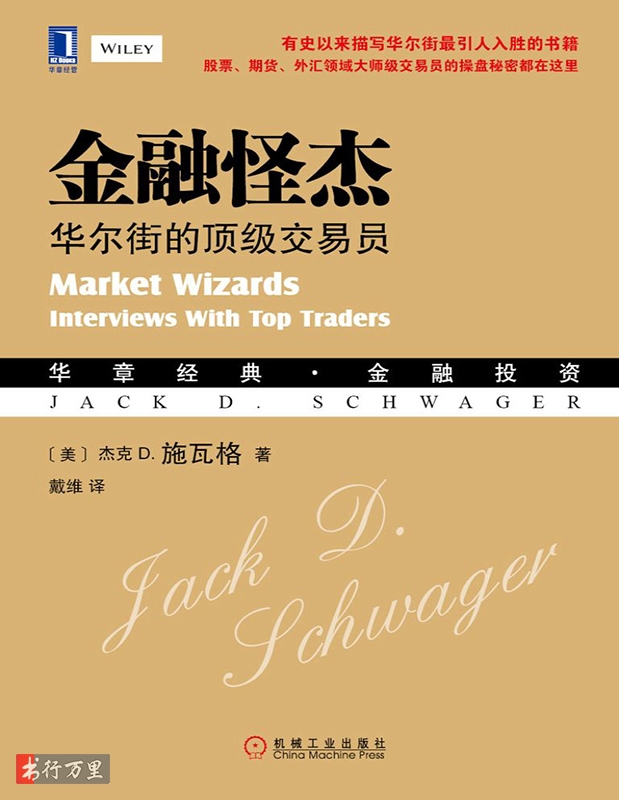 HZ Books
华章经管
WILEY
有史以来描写华尔街最引人入胜的书籍
股票、期货、外汇领域大师级交易员的操盘秘密都在这里
金融怪杰
华尔街的顶级交易员
Market Wizards
Interviews With Top Traders
华章经典·金融投资
JACK D. SCHWAGER
〔美〕杰克 D. 施瓦格 著
戴维 译
Jack D.
Schwager
机械工业出版社
China Machine Press
书行万里